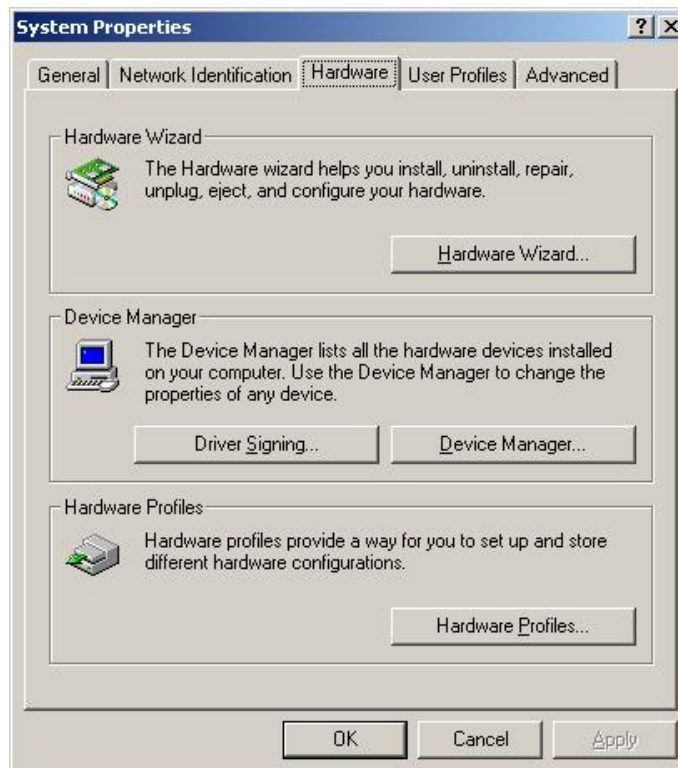 System Properties
General Network Identification Hardware User Profiles Advanced
Hardware Wizard
The Hardware wizard helps you install, uninstall, repair,
unplug, eject, and configure your hardware.
Hardware Wizard...
Device Manager
The Device Manager lists all the hardware devices installed
on your computer. Use the Device Manager to change the
properties of any device.
Driver Signing... Device Manager...
Hardware Profiles
Hardware profiles provide a way for you to set up and store
different hardware configurations.
Hardware Profiles...
OK Cancel Apply